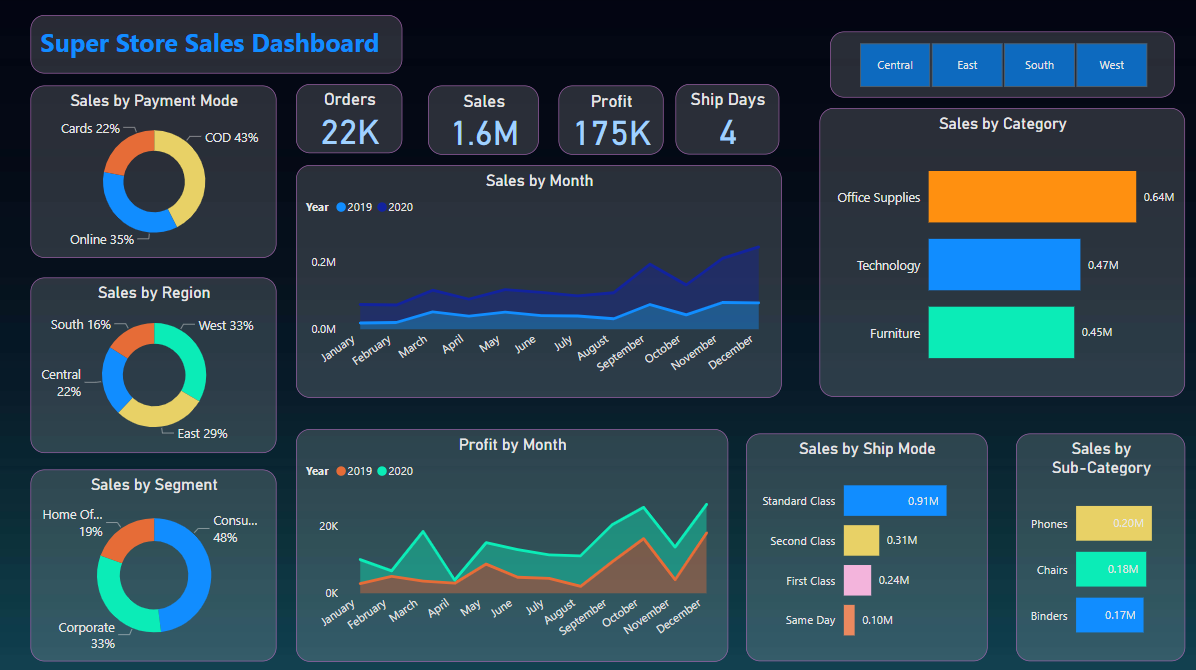 Super Store Sales Dashboard
Central East South West
Sales by Payment Mode
Cards 22%
COD 43%
Online 35%
Orders
22K
Sales
1.6M
Profit
175K
Ship Days
4
Sales by Category
Office Supplies 0.64M
Technology 0.47M
Furniture 0.45M
Sales by Month
Year 2019 2020
0.2M
0.0M
January February March April May June July August September October November December
Sales by Region
South 16%
West 33%
Central
22%
East 29%
Profit by Month
Year 2019 2020
20K
0K
January February March April May June July August September October November December
Sales by Ship Mode
Standard Class 0.91M
Second Class 0.31M
First Class 0.24M
Same Day 0.10M
Sales by
Sub-Category
Phones 0.20M
Chairs 0.18M
Binders 0.17M
Sales by Segment
Home Of...
19%
Consu...
48%
Corporate
33%